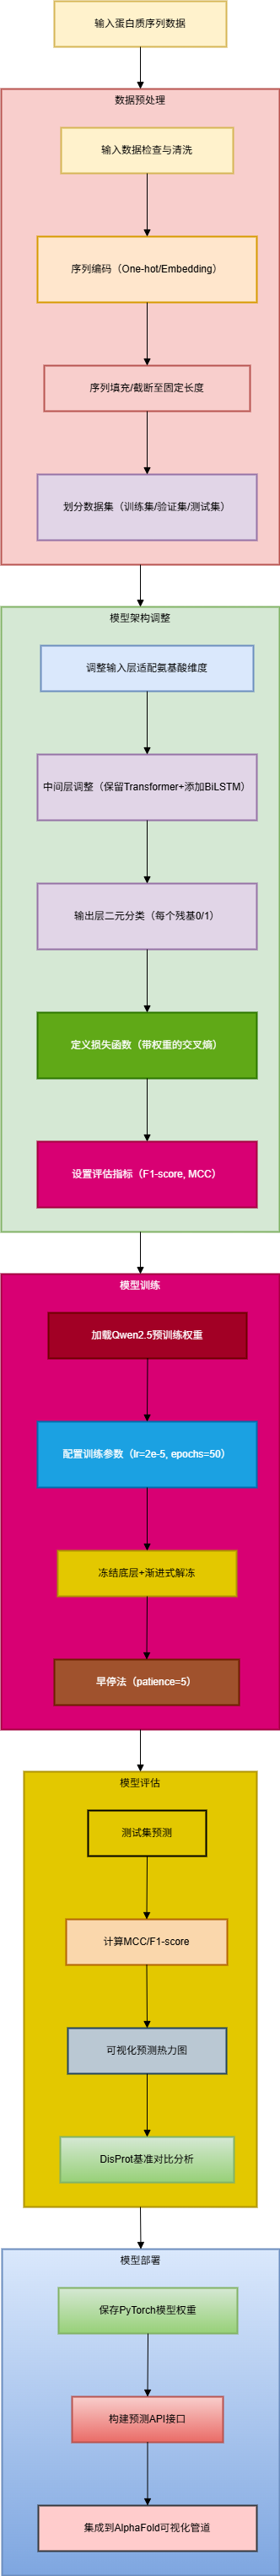 输入蛋白质序列数据
数据预处理
输入数据检查与清洗
序列编码（One-hot/Embedding）
序列填充/截断至固定长度
划分数据集（训练集/验证集/测试集）
模型架构调整
调整输入层适配氨基酸维度
中间层调整（保留Transformer+添加BiLSTM）
输出层二元分类（每个残基0/1）
定义损失函数（带权重的交叉熵）
设置评估指标（F1-score, MCC）
模型训练
加载Qwen2.5预训练权重
配置训练参数（lr=2e-5, epochs=50）
冻结底层+渐进式解冻
早停法（patience=5）
模型评估
测试集预测
计算MCC/F1-score
可视化预测热力图
DisProt基准对比分析
模型部署
保存PyTorch模型权重
构建预测API接口
集成到AlphaFold可视化管道